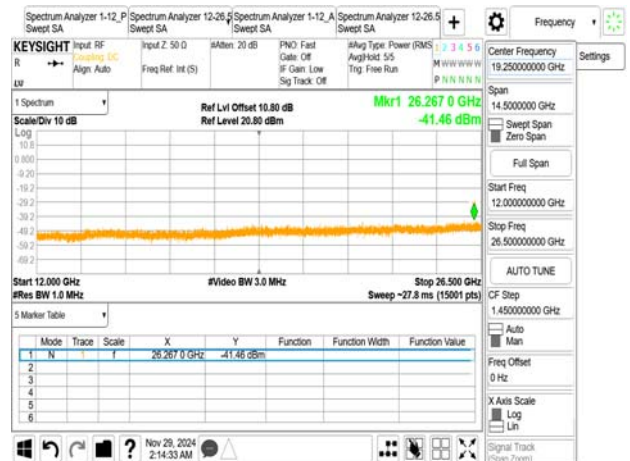 Spectrum Analyzer 1-12_P Spectrum Analyzer 12-26.5 Spectrum Analyzer 1-12_A Spectrum Analyzer 12-26.5
Swept SA Swept SA Swept SA Swept SA
+
Frequency
Settings
KEYSIGHT Input: RF Input Z: 50 Ω #Atten: 20 dB PNO: Fast #Avg Type: Power (RMS 1 2 3 4 5 6
R Coupling: DC Gate: Off Avg|Hold: 5/5 M W W W W W
Align: Auto Freq Ref: Int (S) IF Gain: Low Trig: Free Run
Sig Track: Off P N N N N N
1 Spectrum
Ref Lvl Offset 10.80 dB Mkr1 26.267 0 GHz
Scale/Div 10 dB Ref Level 20.80 dBm -41.46 dBm
Log
10.8
0.800
-9.20
-19.2
-29.2
-39.2
-49.2
-59.2
-69.2
Start 12.000 GHz #Video BW 3.0 MHz Stop 26.500 GHz
#Res BW 1.0 MHz Sweep ~27.8 ms (15001 pts)
5 Marker Table
Mode Trace Scale X Y Function Function Width Function Value
1 N 1 f 26.267 0 GHz -41.46 dBm
2
3
4
5
6
Center Frequency
19.250000000 GHz
Span
14.5000000 GHz
Swept Span
Zero Span
Full Span
Start Freq
12.000000000 GHz
Stop Freq
26.500000000 GHz
AUTO TUNE
CF Step
1.450000000 GHz
Auto
Man
Freq Offset
0 Hz
X Axis Scale
Log
Lin
Signal Track
(Span Zoom)
? Nov 29, 2024
2:14:33 AM